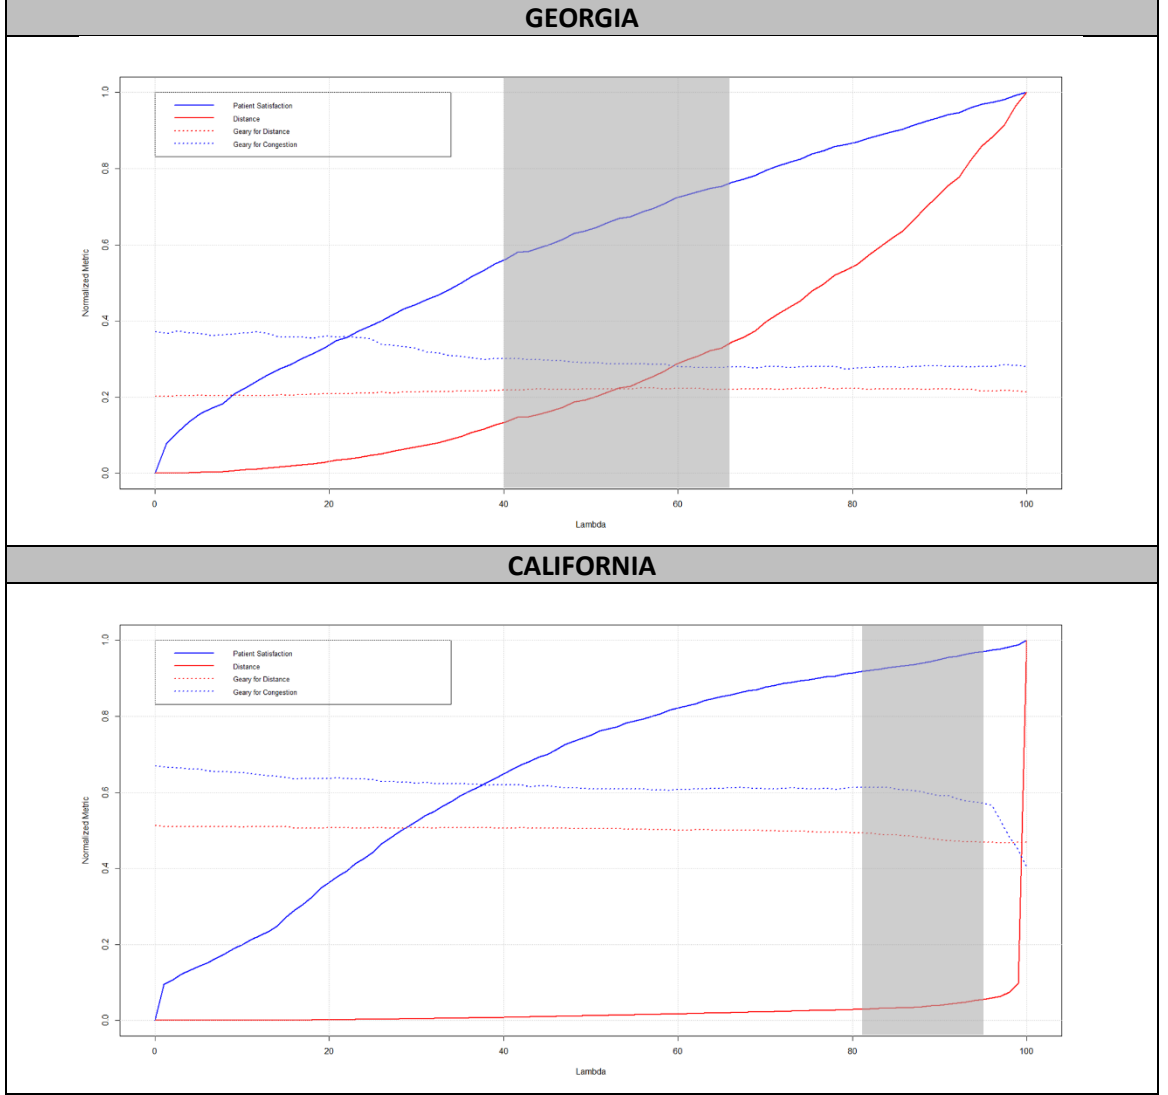 GEORGIA
Patient Satisfaction
Distance
Geary for Distance
Geary for Congestion
Normalized Metric
1.0
0.8
0.6
0.4
0.2
0.0
0 20 40 60 80 100
Lambda
CALIFORNIA
Patient Satisfaction
Distance
Geary for Distance
Geary for Congestion
Normalized Metric
1.0
0.8
0.6
0.4
0.2
0.0
0 20 40 60 80 100
Lambda